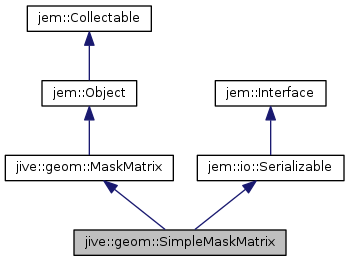 jem::Collectable
jem::Object
jem::Interface
jive::geom::MaskMatrix
jem::io::Serializable
jive::geom::SimpleMaskMatrix